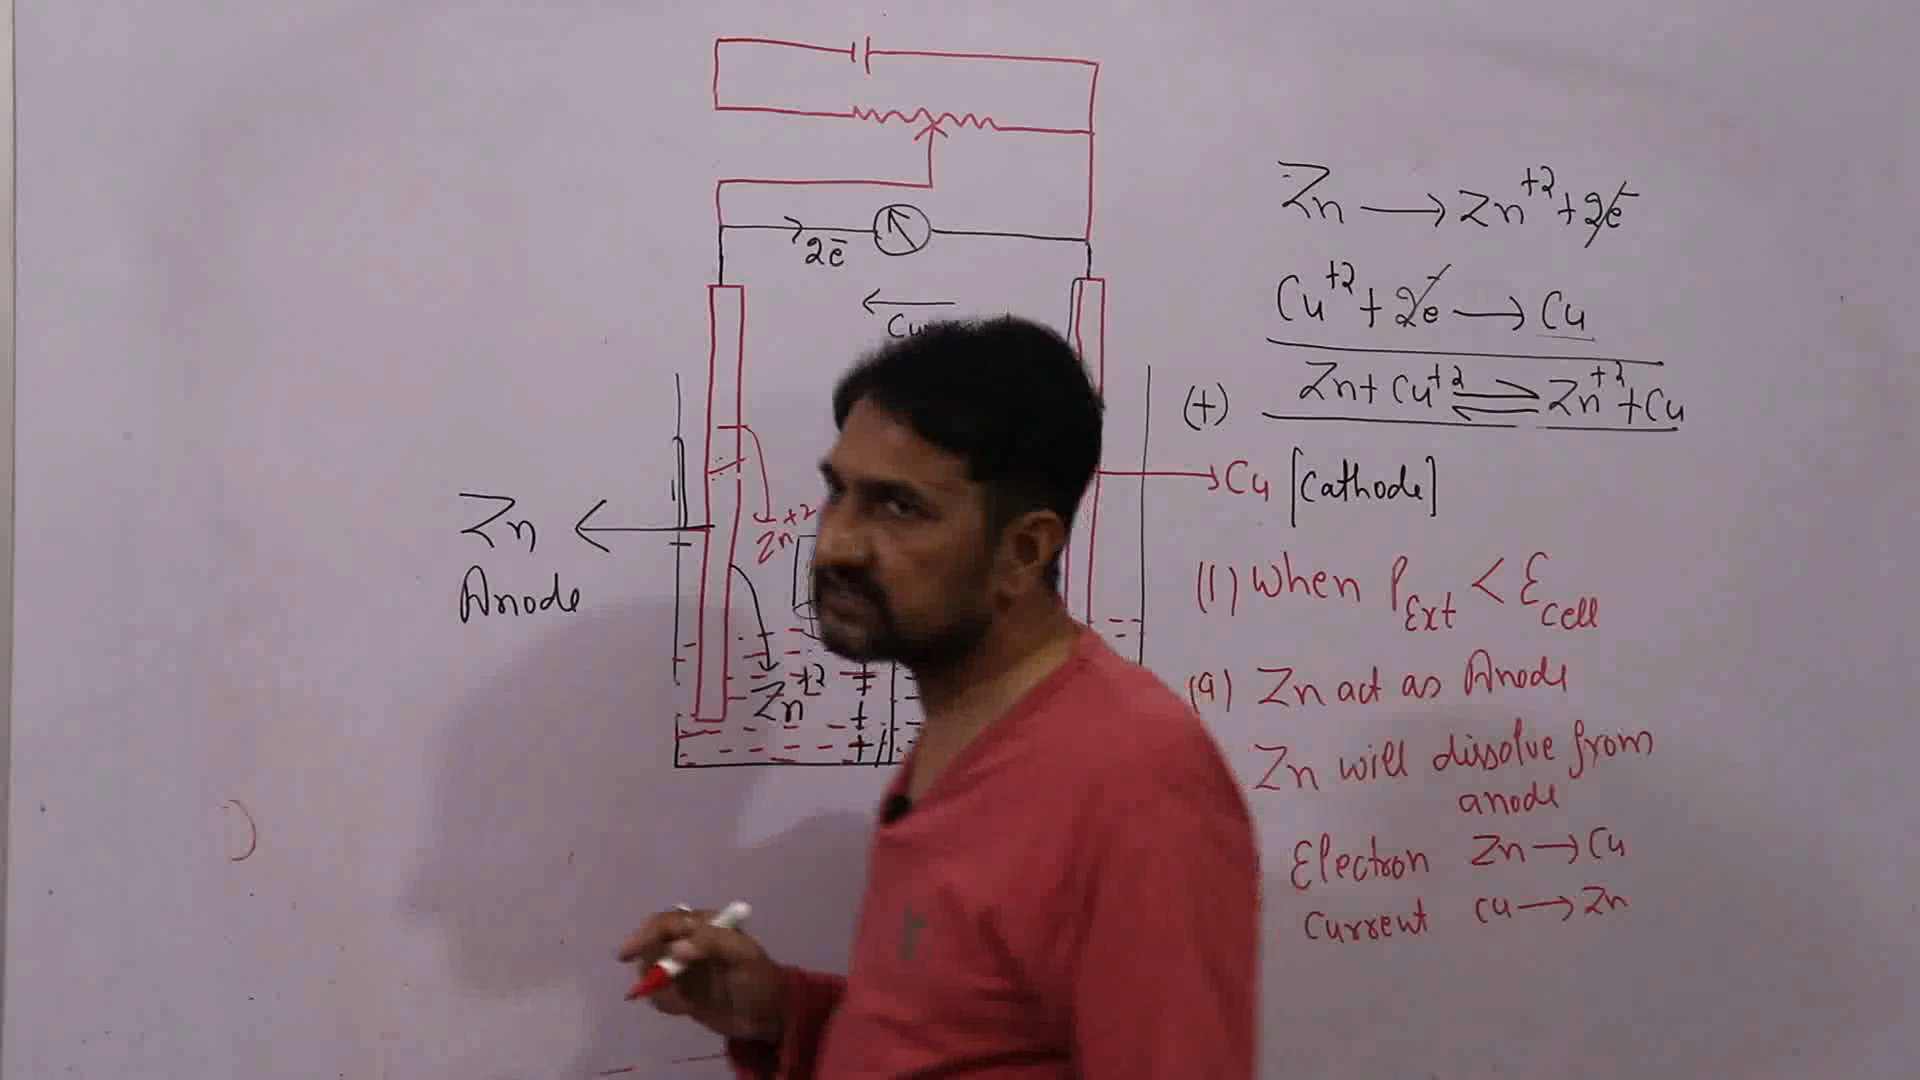 2e̅
Zn
Anode
Zn+2
Zn+2
Zn → Zn+2 + 2e̅
Cu+2 + 2e̅ → Cu
Zn + Cu+2 ⇌ Zn+2 + Cu
(+)
Cu [Cathode]
(1) When PExt < Ecell
(a) Zn act as Anode
Zn will dissolve from
anode
Electron Zn → Cu
Current Cu → Zn